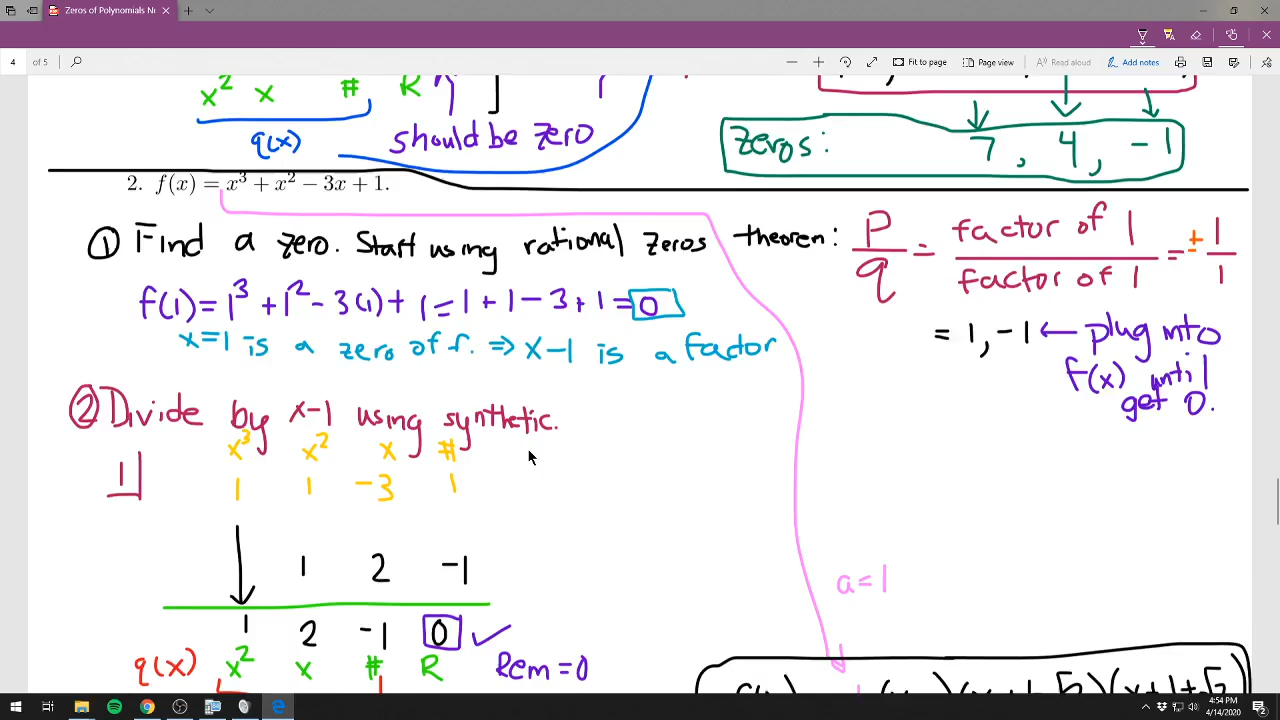 Zeros of Polynomials No
4 of 5
Fit to page
Page view
Read aloud
Add notes
x² x # R
q(x)
should be zero
zeros: 7, 4, -1
2. f(x) = x³ + x² − 3x + 1.
① Find a zero. Start using rational zeros theorem: P/q = factor of 1/factor of 1 = ± 1/1
= 1, -1 ← plug into
f(x) until
get 0.
f(1) = 1³ + 1² - 3(1) + 1 = 1 + 1 - 3 + 1 = 0
x=1 is a zero of f. ⇒ x-1 is a factor
② Divide by x-1 using synthetic.
x³ x² x #
1 1 1 -3 1
1 2 -1
a=1
1 2 -1 0 ✓
q(x) x² x # R Rem=0
4:54 PM
4/14/2020